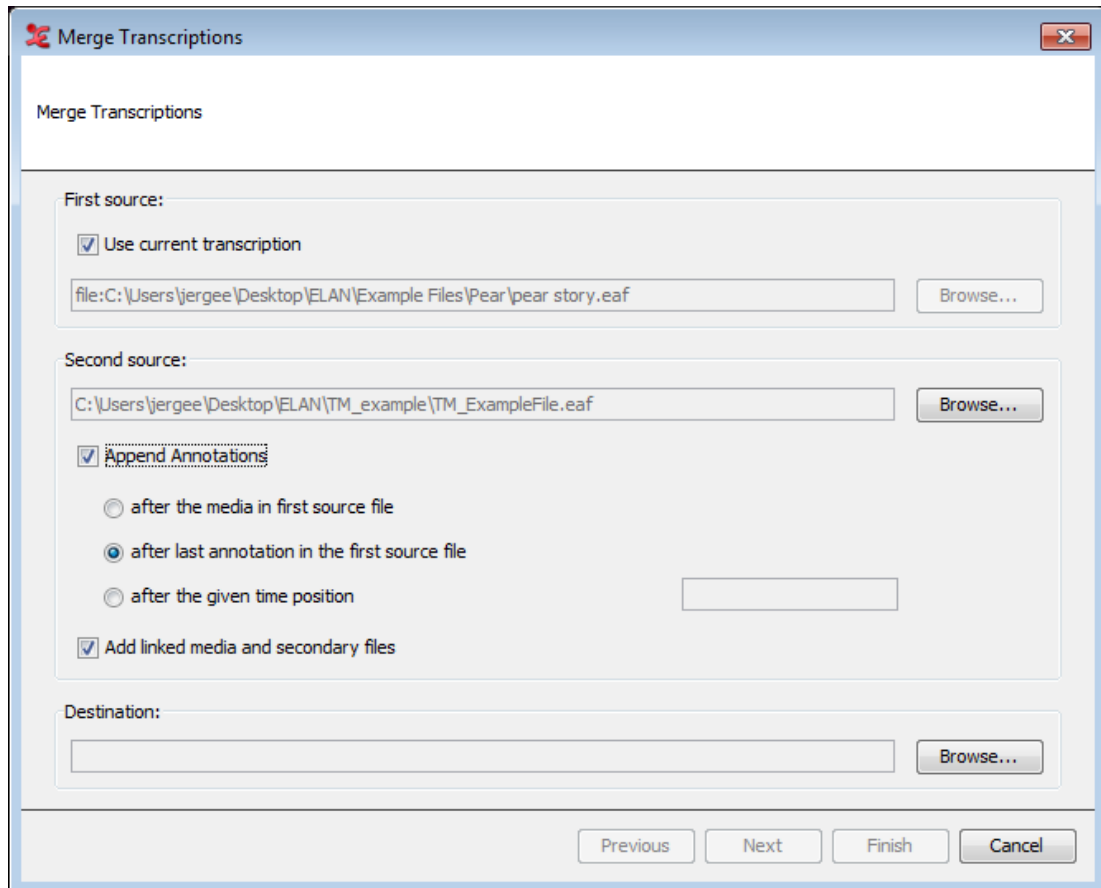 Merge Transcriptions
Merge Transcriptions
First source:
Use current transcription
file:C:\Users\jergee\Desktop\ELAN\Example Files\Pear\pear story.eaf
Browse...
Second source:
C:\Users\jergee\Desktop\ELAN\TM_example\TM_ExampleFile.eaf
Browse...
Append Annotations
after the media in first source file
after last annotation in the first source file
after the given time position
Add linked media and secondary files
Destination:
Browse...
Previous Next Finish Cancel